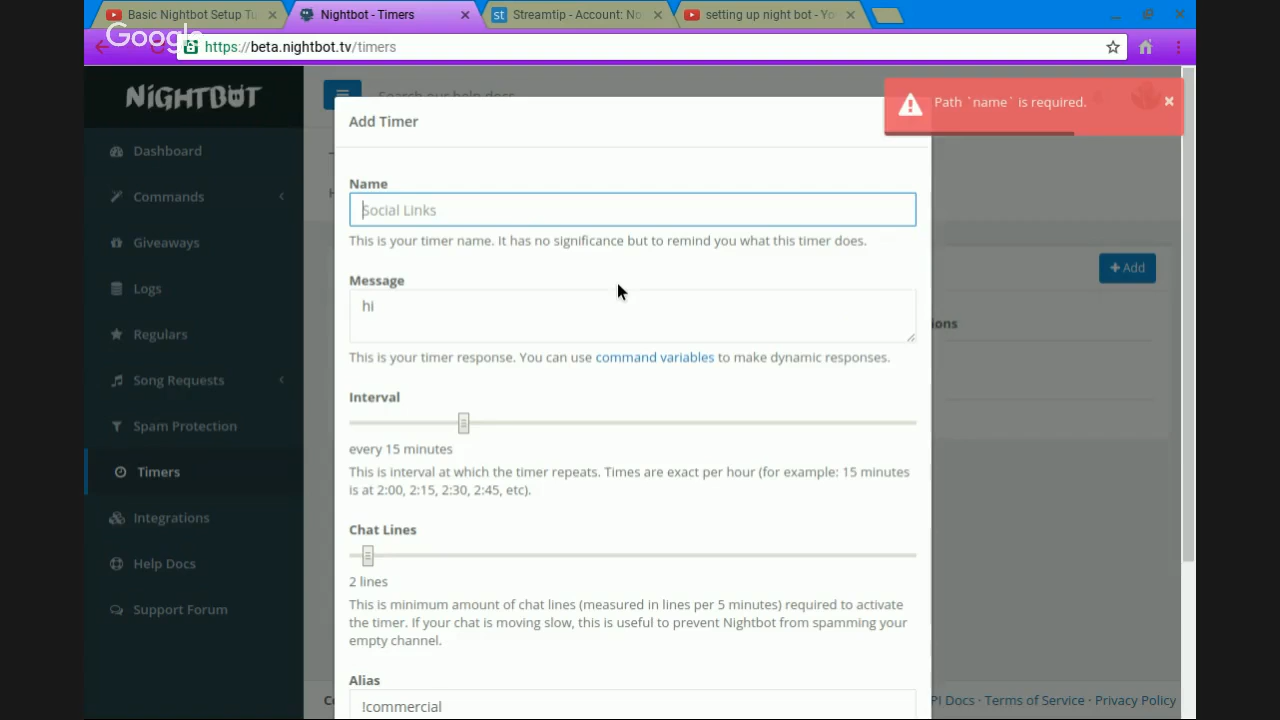 Basic Nightbot Setup Tu
Nightbot - Timers
Streamtip - Account: No
setting up night bot - Yo
Google
https://beta.nightbot.tv/timers
NIGHTBOT
Search our help docs
Path `name` is required.
Add Timer
Dashboard
Commands
Giveaways
Logs
Regulars
Song Requests
Spam Protection
Timers
Integrations
Help Docs
Support Forum
Name
Social Links
This is your timer name. It has no significance but to remind you what this timer does.
Add
Message
hi
ions
This is your timer response. You can use command variables to make dynamic responses.
Interval
every 15 minutes
This is interval at which the timer repeats. Times are exact per hour (for example: 15 minutes
is at 2:00, 2:15, 2:30, 2:45, etc).
Chat Lines
2 lines
This is minimum amount of chat lines (measured in lines per 5 minutes) required to activate
the timer. If your chat is moving slow, this is useful to prevent Nightbot from spamming your
empty channel.
Alias
!commercial
PI Docs · Terms of Service · Privacy Policy